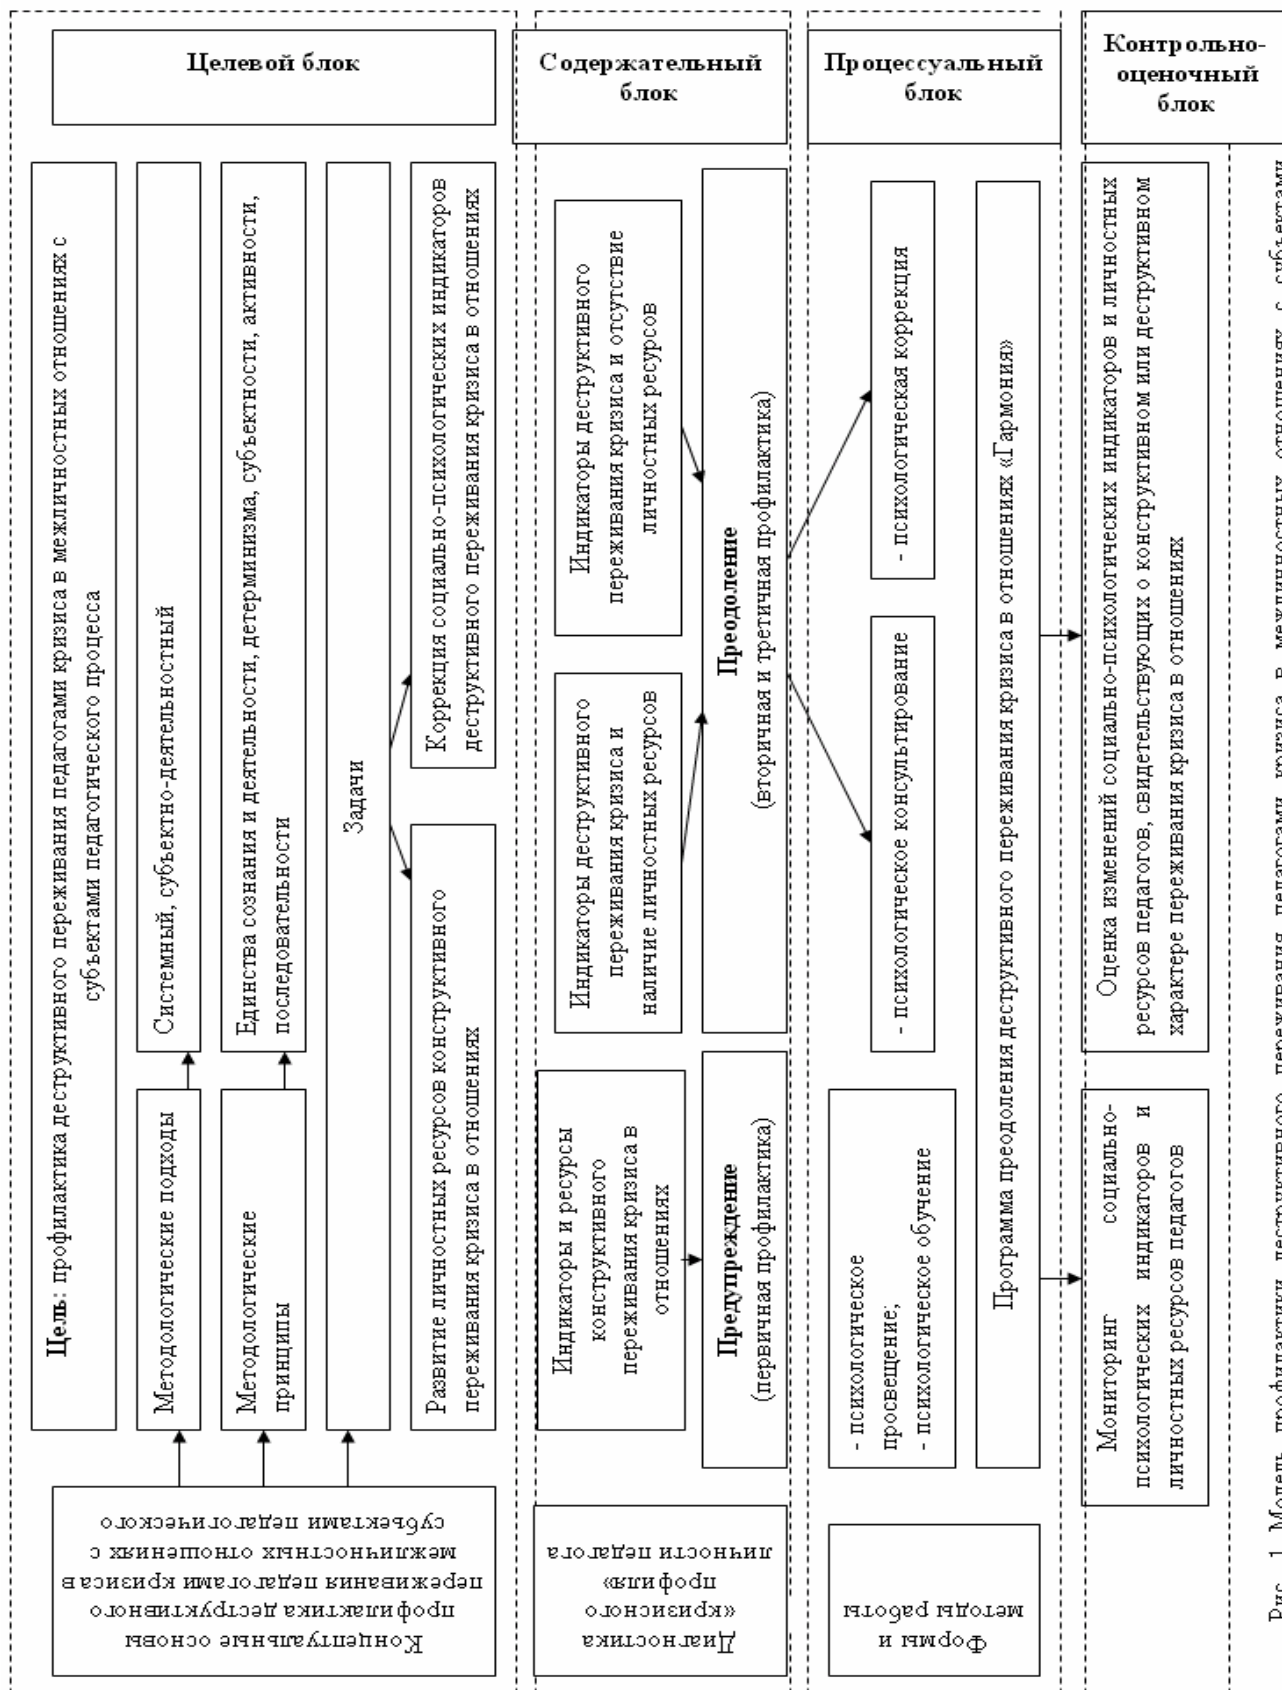 Концептуальные основы
профилактика деструктивного
переживания педагогами кризиса в
межличностных отношениях с
субъектами педагогического
Цель: профилактика деструктивного переживания педагогами кризиса в межличностных отношениях с
субъектами педагогического процесса
Методологические подходы
Системный, субъектно-деятельностный
Методологические
принципы
Единства сознания и деятельности, детерминизма, субъектности, активности,
последовательности
Задачи
Развитие личностных ресурсов конструктивного
переживания кризиса в отношениях
Коррекция социально-психологических индикаторов
деструктивного переживания кризиса в отношениях
Целевой блок
Диагностика
«кризисного
профиля»
личности педагога
Индикаторы и ресурсы
конструктивного
переживания кризиса в
отношениях
Индикаторы деструктивного
переживания кризиса и
наличие личностных ресурсов
Индикаторы деструктивного
переживания кризиса и отсутствие
личностных ресурсов
Предупреждение
(первичная профилактика)
Преодоление
(вторичная и третичная профилактика)
Содержательный
блок
Формы и
методы работы
- психологическое
просвещение;
- психологическое обучение
- психологическое консультирование
- психологическая коррекция
Программа преодоления деструктивного переживания кризиса в отношениях «Гармония»
Процессуальный
блок
Мониторинг социально-
психологических индикаторов и
личностных ресурсов педагогов
Оценка изменений социально-психологических индикаторов и личностных
ресурсов педагогов, свидетельствующих о конструктивном или деструктивном
характере переживания кризиса в отношениях
Контрольно-
оценочный
блок
Рис. 1. Модель профилактики деструктивного переживания педагогами кризиса в межличностных отношениях с субъектами